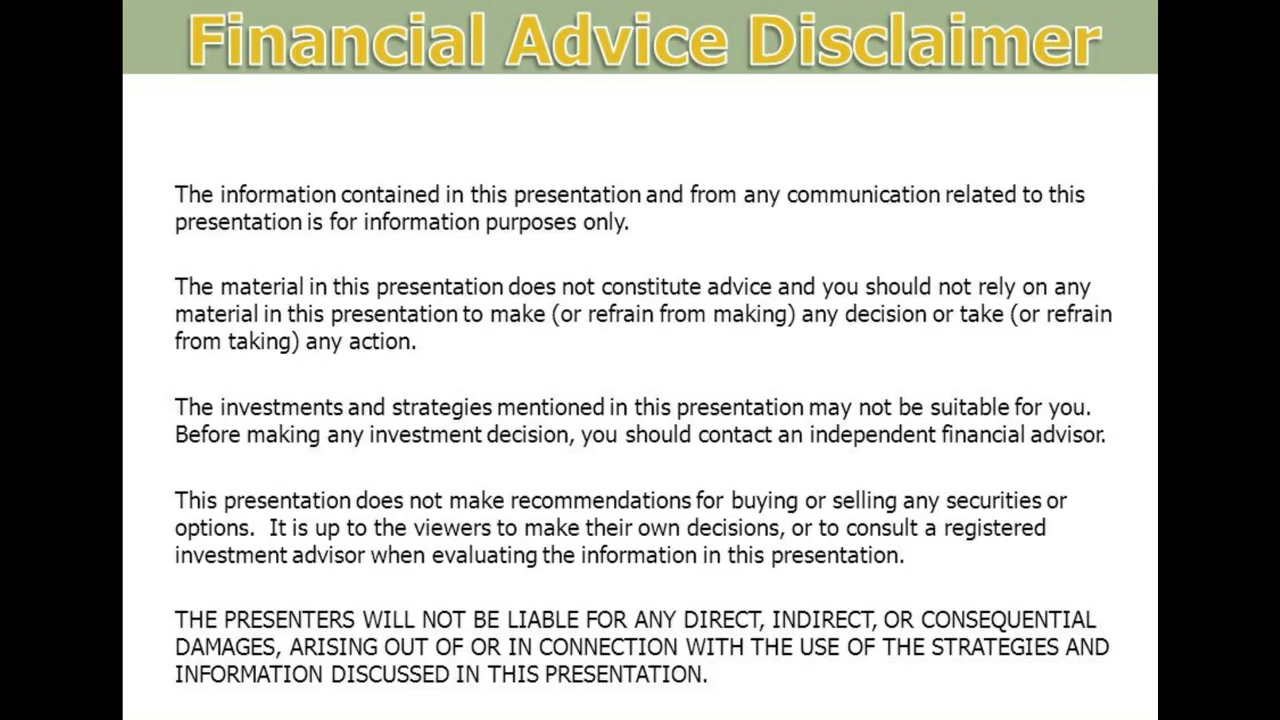 Financial Advice Disclaimer
The information contained in this presentation and from any communication related to this
presentation is for information purposes only.
The material in this presentation does not constitute advice and you should not rely on any
material in this presentation to make (or refrain from making) any decision or take (or refrain
from taking) any action.
The investments and strategies mentioned in this presentation may not be suitable for you.
Before making any investment decision, you should contact an independent financial advisor.
This presentation does not make recommendations for buying or selling any securities or
options. It is up to the viewers to make their own decisions, or to consult a registered
investment advisor when evaluating the information in this presentation.
THE PRESENTERS WILL NOT BE LIABLE FOR ANY DIRECT, INDIRECT, OR CONSEQUENTIAL
DAMAGES, ARISING OUT OF OR IN CONNECTION WITH THE USE OF THE STRATEGIES AND
INFORMATION DISCUSSED IN THIS PRESENTATION.